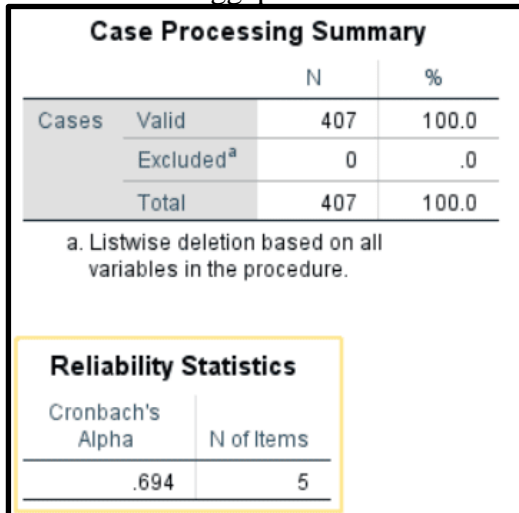 Case Processing Summary
N %
Cases Valid 407 100.0
Excludedᵃ 0 .0
Total 407 100.0
a. Listwise deletion based on all
variables in the procedure.
Reliability Statistics
Cronbach's
Alpha N of Items
.694 5